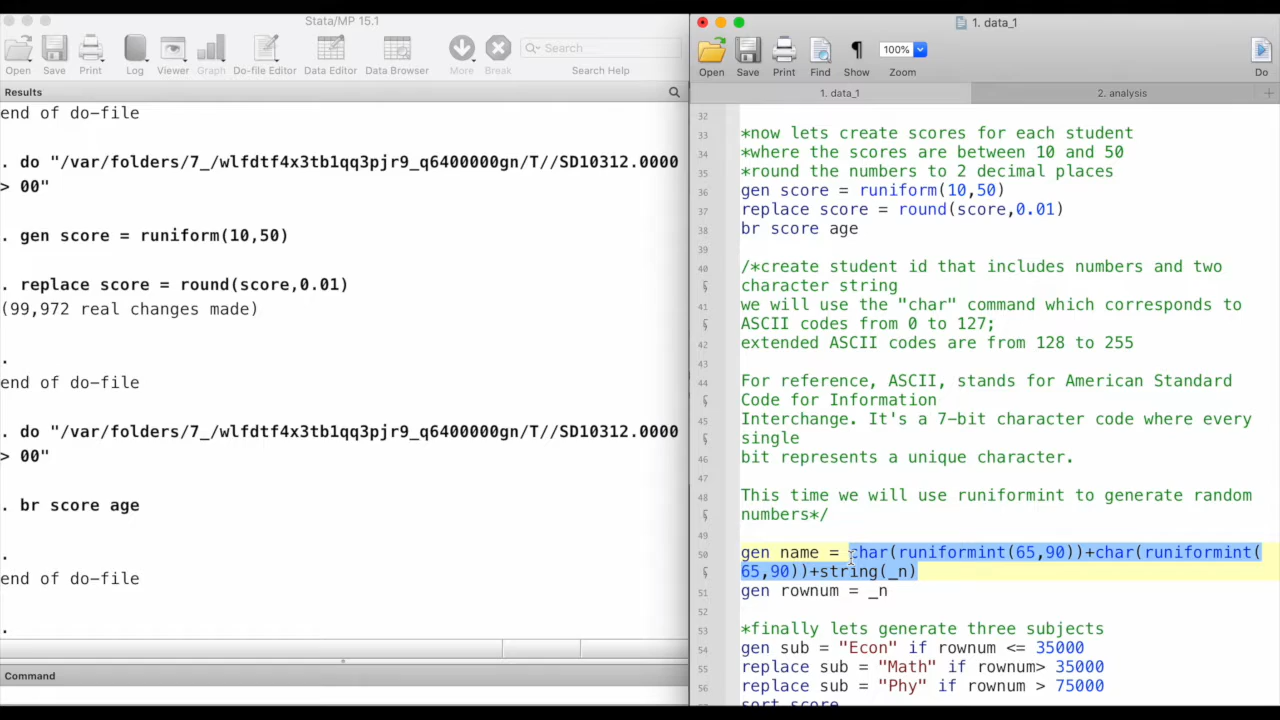 Stata/MP 15.1
Open Save Print Log Viewer Graph Do-file Editor Data Editor Data Browser More Break Search
Search Help
Results
end of do-file
. do "/var/folders/7_/wlfdtf4x3tb1qq3pjr9_q6400000gn/T//SD10312.0000
> 00"
. gen score = runiform(10,50)
. replace score = round(score,0.01)
(99,972 real changes made)
.
end of do-file
. do "/var/folders/7_/wlfdtf4x3tb1qq3pjr9_q6400000gn/T//SD10312.0000
> 00"
. br score age
.
end of do-file
.
Command
1. data_1
100%
Open Save Print Find Show Zoom Do
1. data_1 2. analysis
32
33 *now lets create scores for each student
34 *where the scores are between 10 and 50
35 *round the numbers to 2 decimal places
36 gen score = runiform(10,50)
37 replace score = round(score,0.01)
38 br score age
39
40 /*create student id that includes numbers and two
character string
41 we will use the "char" command which corresponds to
ASCII codes from 0 to 127;
42 extended ASCII codes are from 128 to 255
43
44 For reference, ASCII, stands for American Standard
Code for Information
45 Interchange. It's a 7-bit character code where every
single
46 bit represents a unique character.
47
48 This time we will use runiformint to generate random
numbers*/
49
50 gen name = char(runiformint(65,90))+char(runiformint(
65,90))+string(_n)
51 gen rownum = _n
52
53 *finally lets generate three subjects
54 gen sub = "Econ" if rownum <= 35000
55 replace sub = "Math" if rownum> 35000
56 replace sub = "Phy" if rownum > 75000
sort score